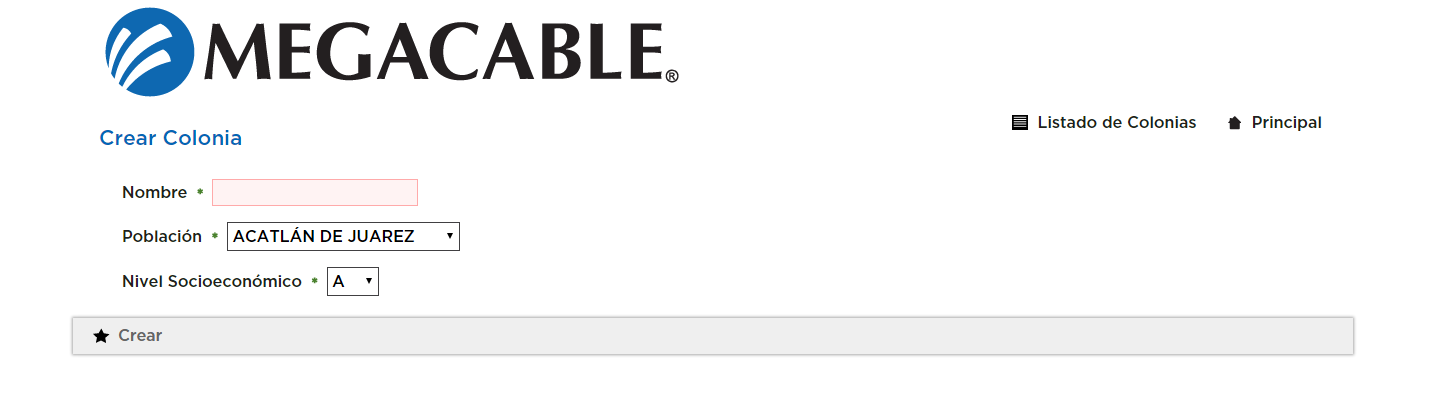 MEGACABLE®
Listado de Colonias Principal
Crear Colonia
Nombre *
Población * ACATLÁN DE JUAREZ
Nivel Socioeconómico * A
Crear